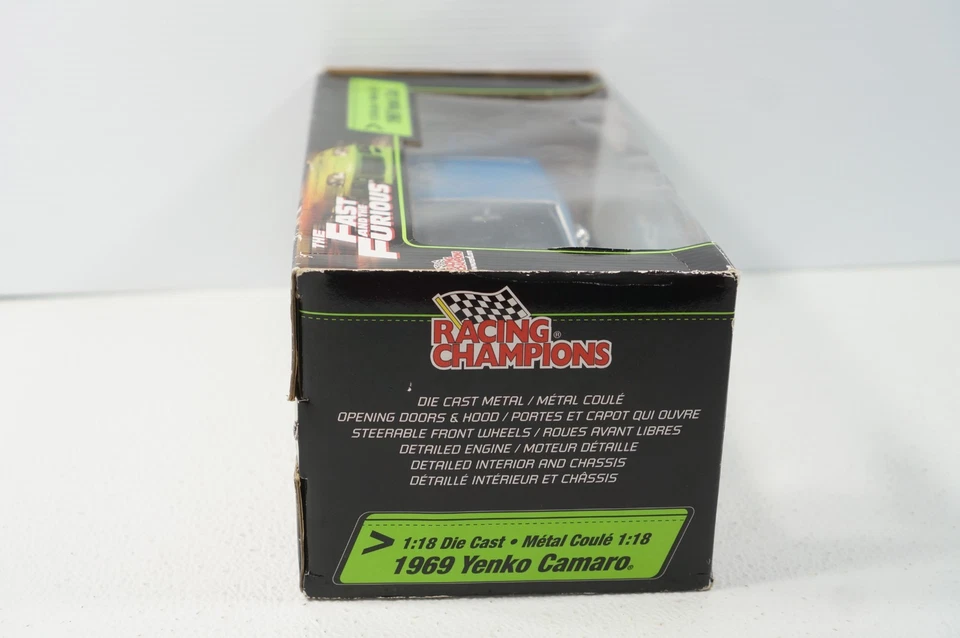 THE
FAST
AND THE
FURIOUS
RACING
CHAMPIONS®
DIE CAST METAL / MÉTAL COULÉ
OPENING DOORS & HOOD / PORTES ET CAPOT QUI OUVRE
STEERABLE FRONT WHEELS / ROUES AVANT LIBRES
DETAILED ENGINE / MOTEUR DÉTAILLE
DETAILED INTERIOR AND CHASSIS
DÉTAILLÉ INTÉRIEUR ET CHÂSSIS
> 1:18 Die Cast • Métal Coulé 1:18
1969 Yenko Camaro®